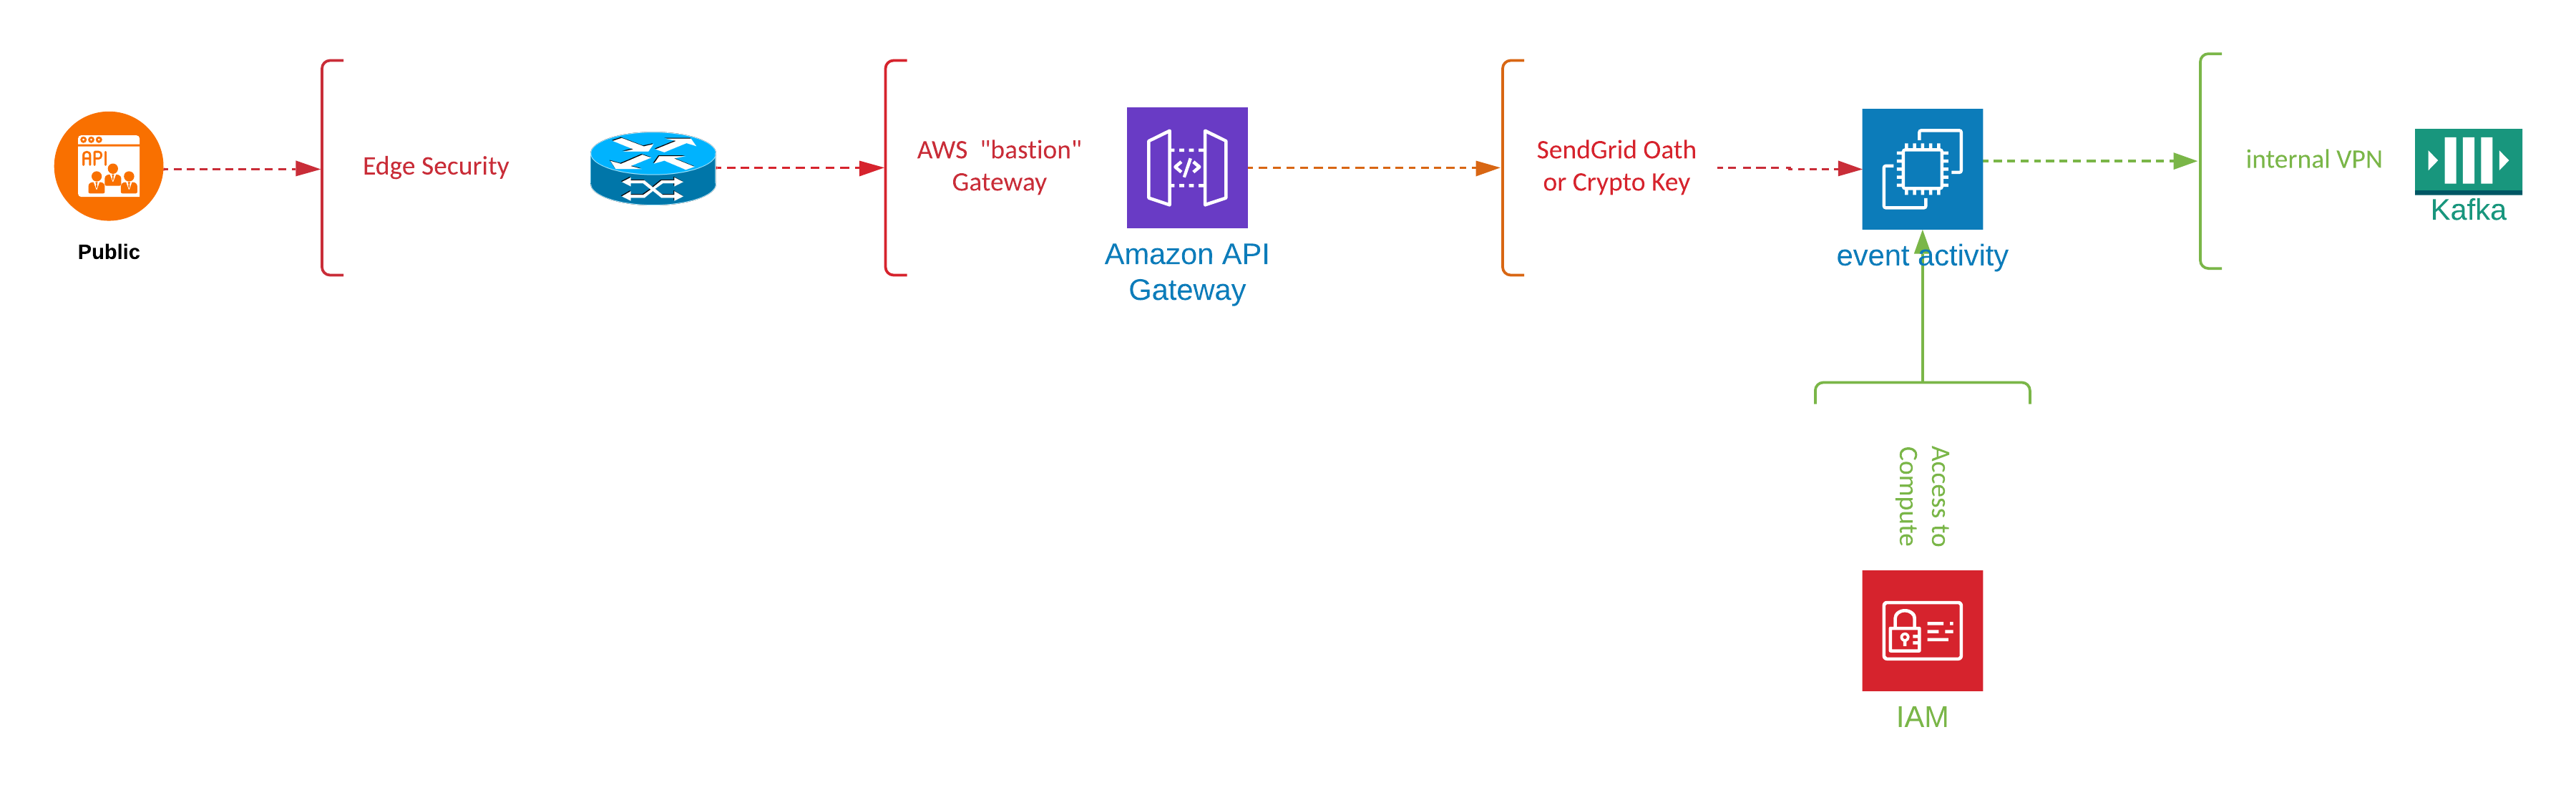 API
Public
Edge Security
AWS "bastion"
Gateway
Amazon API
Gateway
SendGrid Oath
or Crypto Key
event activity
internal VPN
Kafka
Access to
Compute
IAM